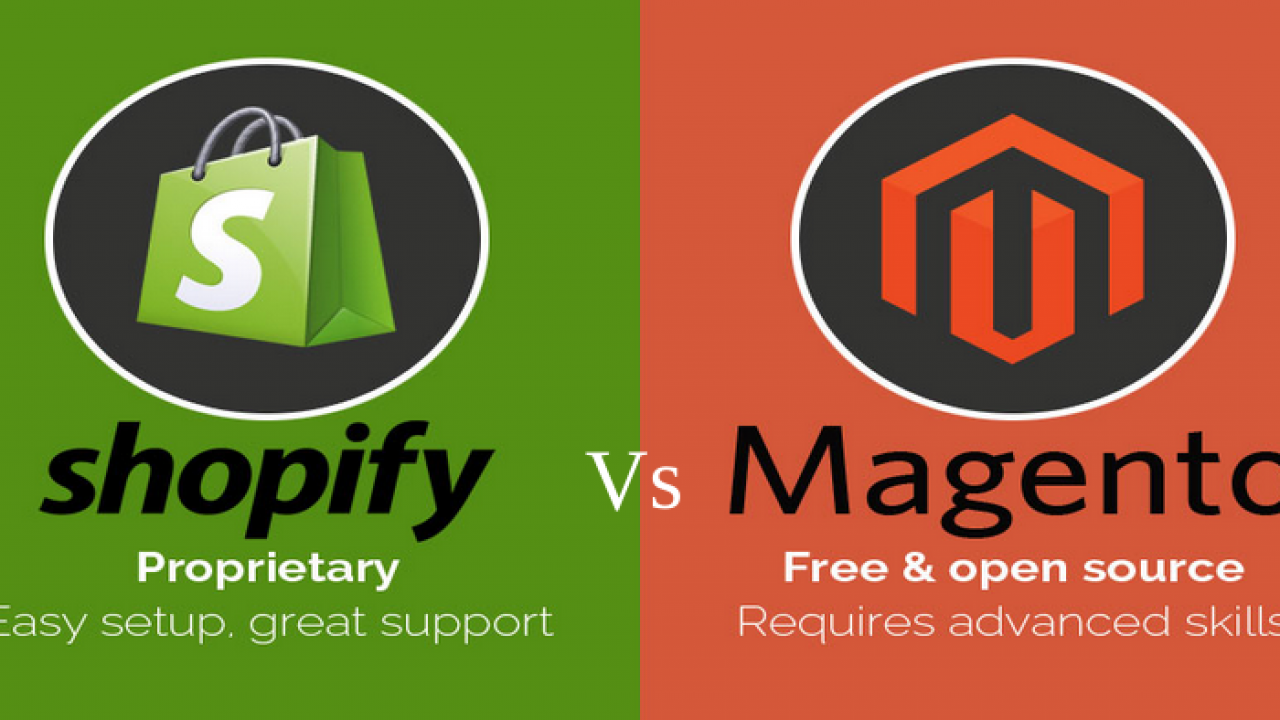 S
shopify
Proprietary
Easy setup, great support
Vs
Magento
Free & open source
Requires advanced skills